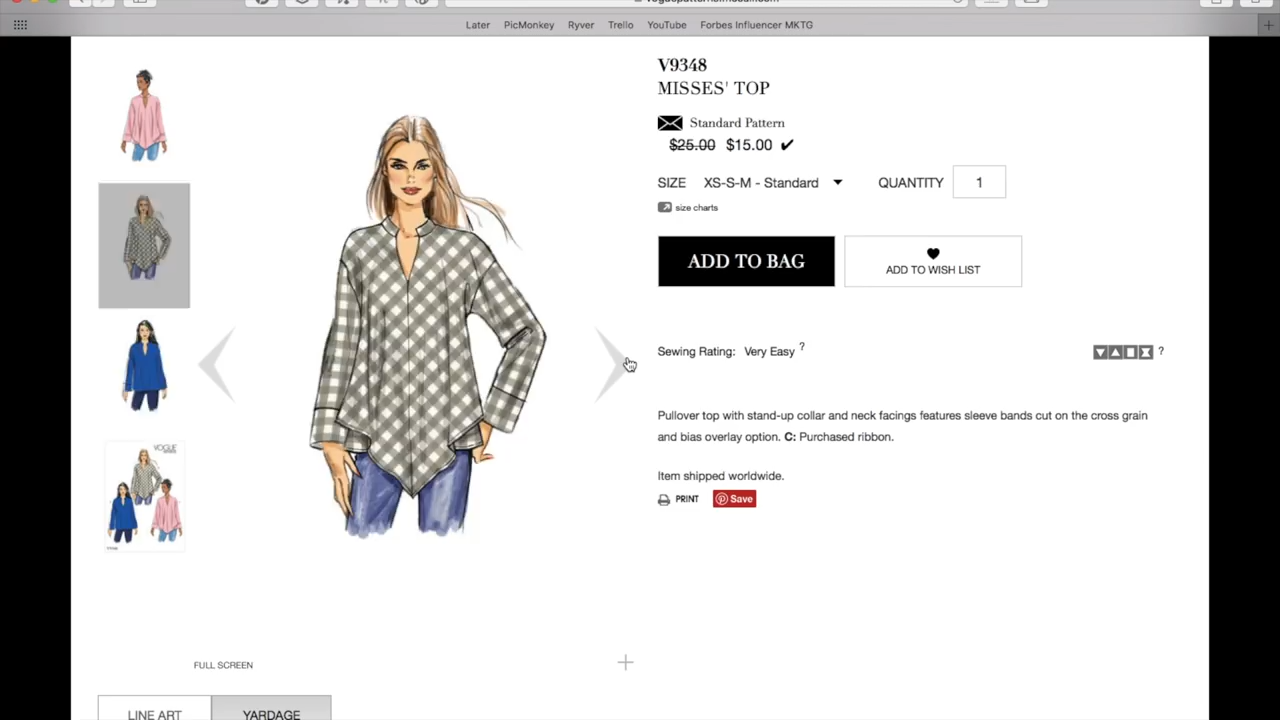 Later PicMonkey Ryver Trello YouTube Forbes Influencer MKTG
V9348
MISSES' TOP
Standard Pattern
$25.00 $15.00 ✔
SIZE XS-S-M - Standard QUANTITY 1
size charts
ADD TO BAG
ADD TO WISH LIST
Sewing Rating: Very Easy ?
?
Pullover top with stand-up collar and neck facings features sleeve bands cut on the cross grain
and bias overlay option. C: Purchased ribbon.
Item shipped worldwide.
PRINT Save
VOGUE
FULL SCREEN
LINE ART YARDAGE